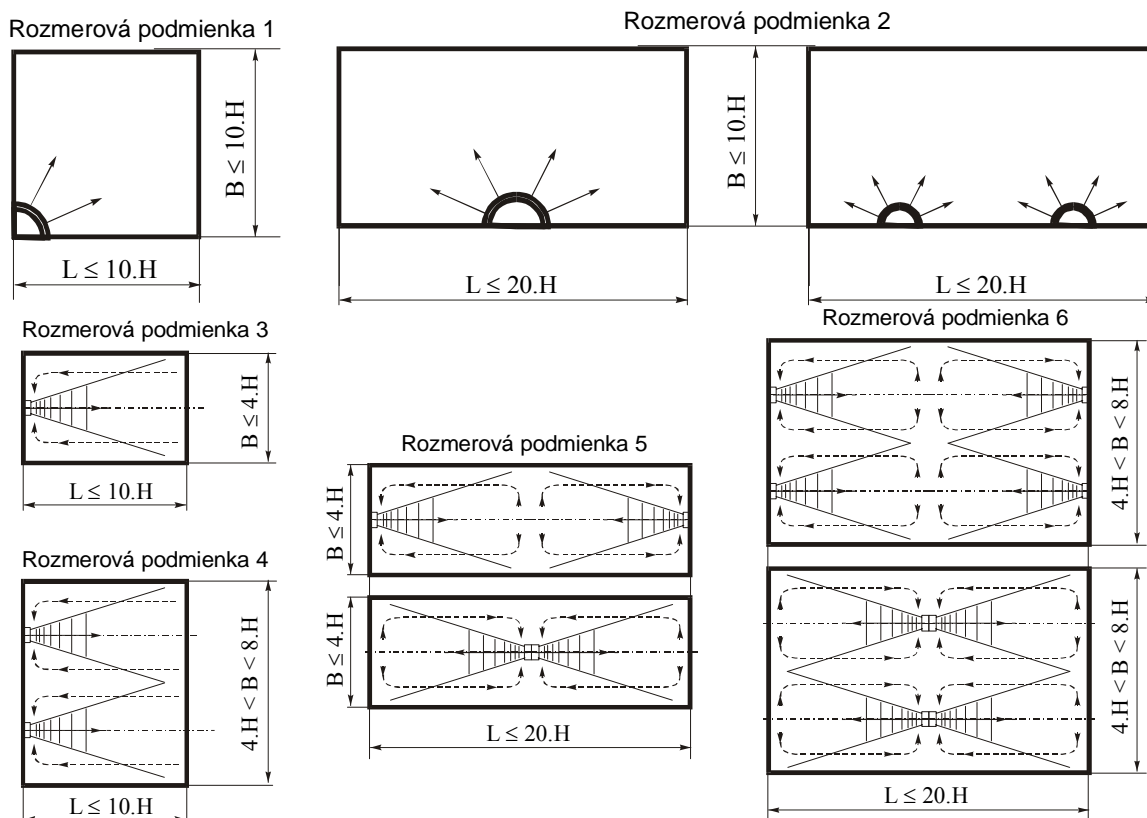 Rozmerová podmienka 1
B ≤ 10.H
L ≤ 10.H
Rozmerová podmienka 2
B ≤ 10.H
L ≤ 20.H
L ≤ 20.H
Rozmerová podmienka 3
B ≤ 4.H
L ≤ 10.H
Rozmerová podmienka 4
4.H < B < 8.H
L ≤ 10.H
Rozmerová podmienka 5
B ≤ 4.H
B ≤ 4.H
L ≤ 20.H
Rozmerová podmienka 6
4.H < B < 8.H
4.H < B < 8.H
L ≤ 20.H